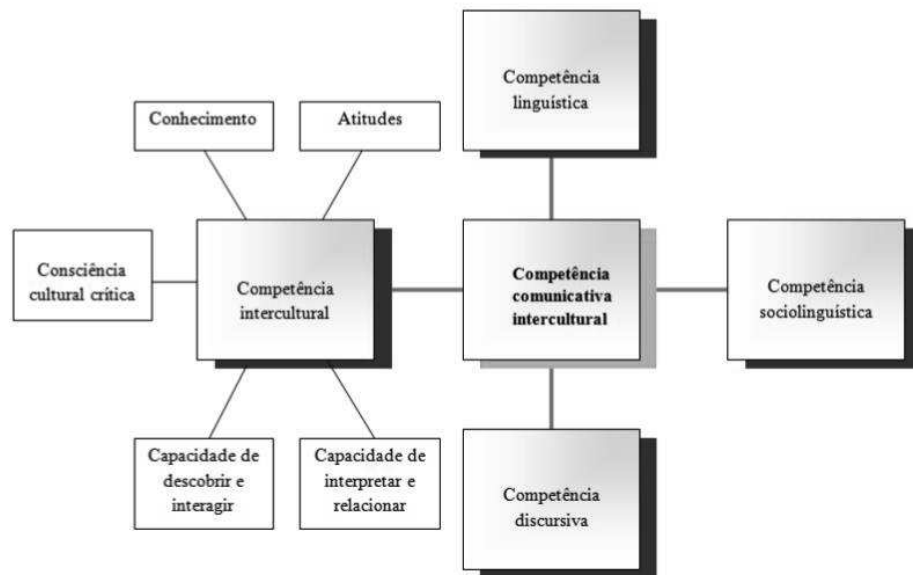 Competência
linguística
Conhecimento
Atitudes
Consciência
cultural crítica
Competência
intercultural
Competência
comunicativa
intercultural
Competência
sociolinguística
Capacidade de
descobrir e
interagir
Capacidade de
interpretar e
relacionar
Competência
discursiva